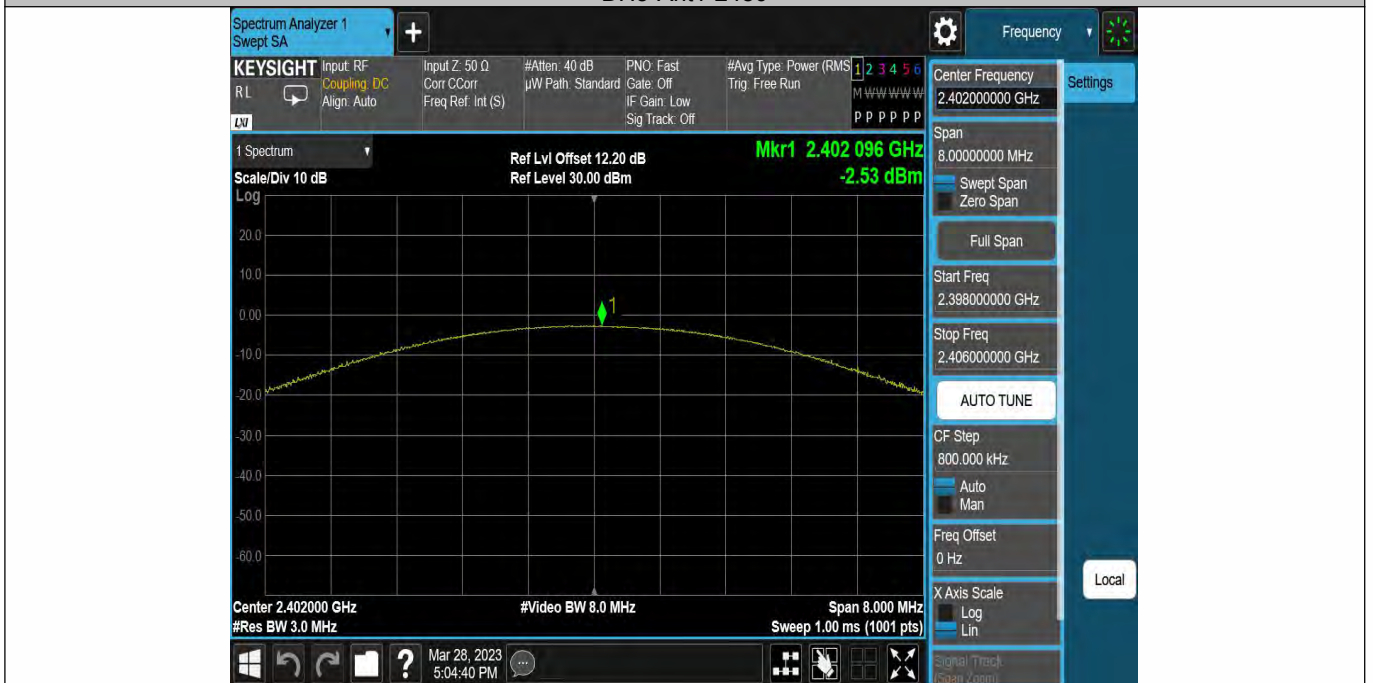 Spectrum Analyzer 1
Swept SA
Frequency
KEYSIGHT
RL
LXI
Input: RF
Coupling: DC
Align: Auto
Input Z: 50 Ω
Corr CCorr
Freq Ref: Int (S)
#Atten: 40 dB
µW Path: Standard
PNO: Fast
Gate: Off
IF Gain: Low
Sig Track: Off
#Avg Type: Power (RMS
Trig: Free Run
1 2 3 4 5 6
M W W W W W
P P P P P P
1 Spectrum
Scale/Div 10 dB
Ref Lvl Offset 12.20 dB
Ref Level 30.00 dBm
Mkr1 2.402 096 GHz
-2.53 dBm
Log
20.0
10.0
0.00
-10.0
-20.0
-30.0
-40.0
-50.0
-60.0
1
Center 2.402000 GHz
#Res BW 3.0 MHz
#Video BW 8.0 MHz
Span 8.000 MHz
Sweep 1.00 ms (1001 pts)
Mar 28, 2023
5:04:40 PM
Center Frequency
2.402000000 GHz
Settings
Span
8.00000000 MHz
Swept Span
Zero Span
Full Span
Start Freq
2.398000000 GHz
Stop Freq
2.406000000 GHz
AUTO TUNE
CF Step
800.000 kHz
Auto
Man
Freq Offset
0 Hz
X Axis Scale
Log
Lin
Signal Track
(Span Zoom)
Local